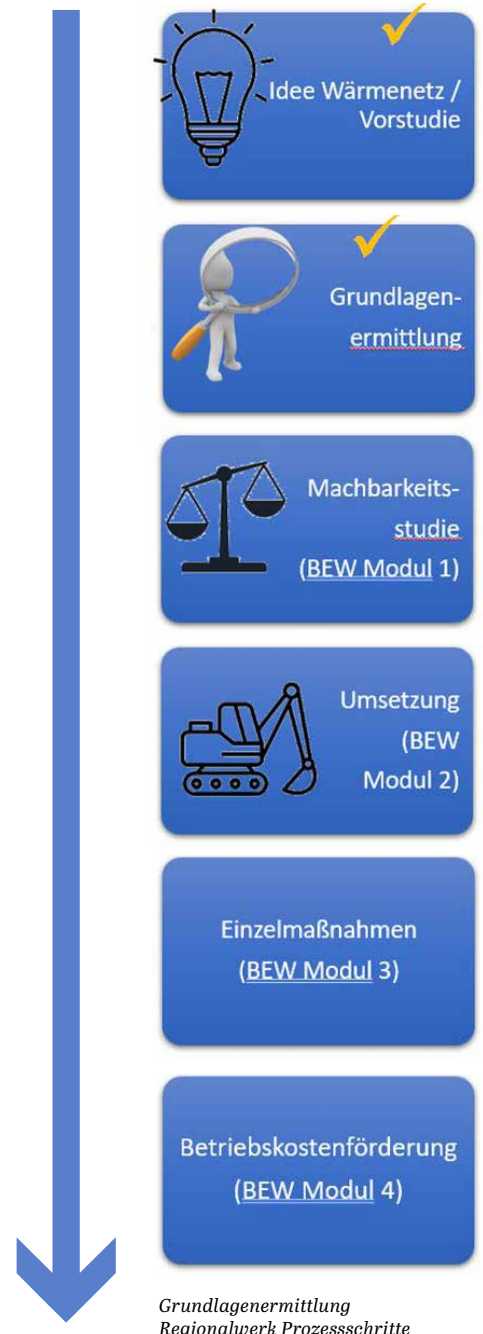 Idee Wärmenetz /
Vorstudie
Grundlagen-
ermittlung
Machbarkeits-
studie
(BEW Modul 1)
Umsetzung
(BEW
Modul 2)
Einzelmaßnahmen
(BEW Modul 3)
Betriebskostenförderung
(BEW Modul 4)
Grundlagenermittlung
Regionalwerk Prozessschritte